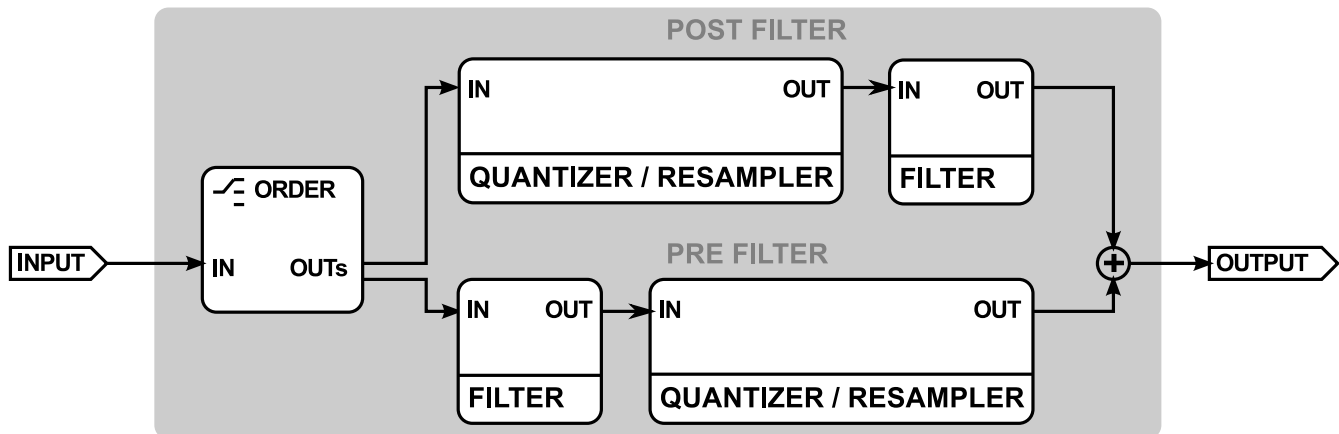 POST FILTER
IN OUT IN OUT
QUANTIZER / RESAMPLER FILTER
ORDER
INPUT IN OUTs PRE FILTER OUTPUT
IN OUT IN OUT
FILTER QUANTIZER / RESAMPLER